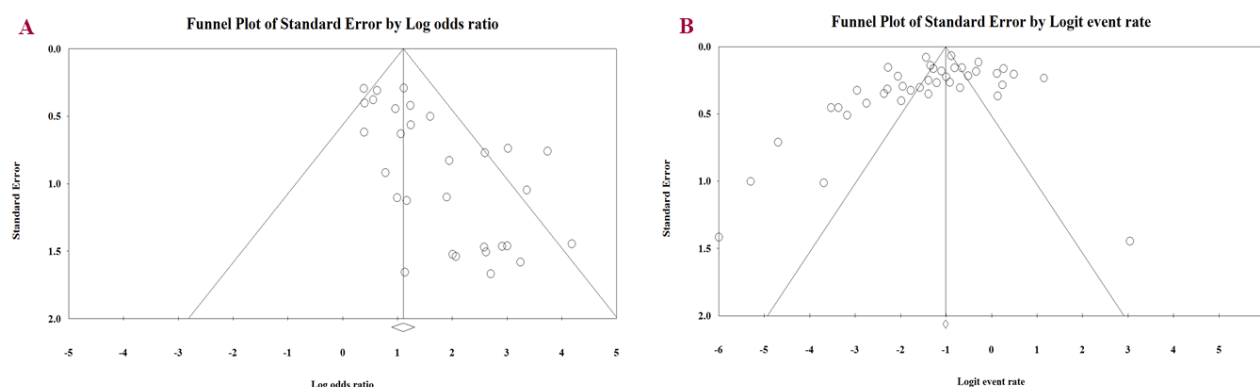 A
Funnel Plot of Standard Error by Log odds ratio
0.0
0.5
1.0
1.5
2.0
Standard Error
-5 -4 -3 -2 -1 0 1 2 3 4 5
Log odds ratio
B
Funnel Plot of Standard Error by Logit event rate
0.0
0.5
1.0
1.5
2.0
Standard Error
-6 -5 -4 -3 -2 -1 0 1 2 3 4 5
Logit event rate